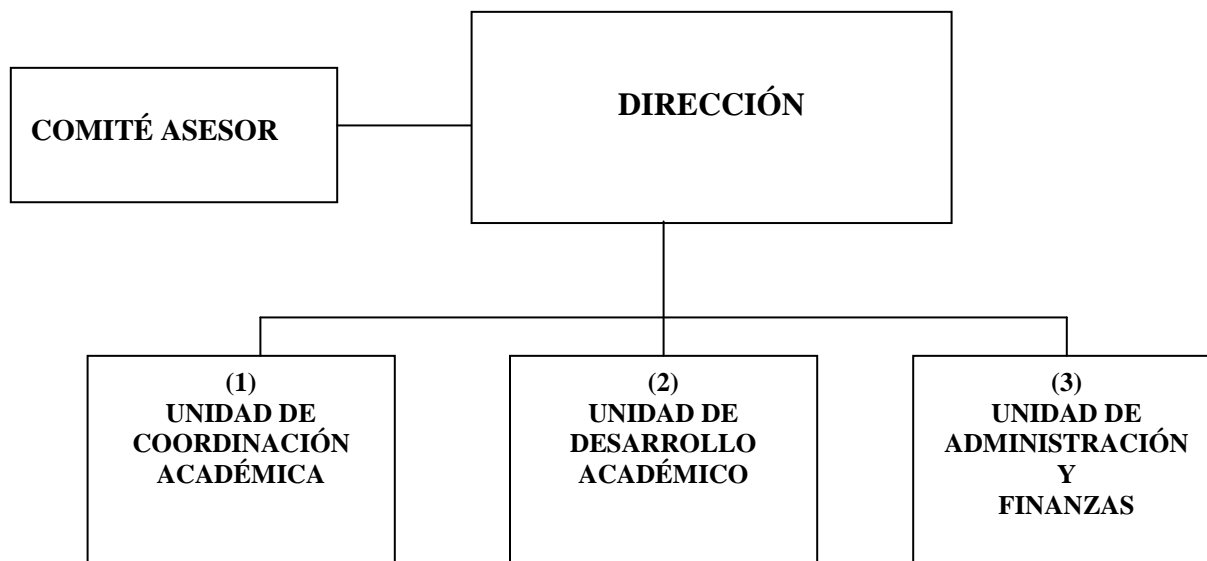 DIRECCIÓN
COMITÉ ASESOR
(1)
UNIDAD DE
COORDINACIÓN
ACADÉMICA
(2)
UNIDAD DE
DESARROLLO
ACADÉMICO
(3)
UNIDAD DE
ADMINISTRACIÓN
Y
FINANZAS